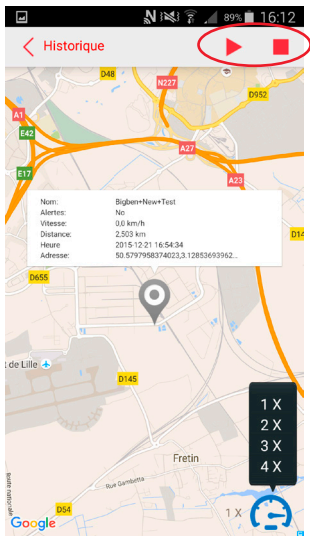 89% 16:12
Historique
D48
N227
D952
A1
E42
A27
E17
A23
Nom: Bigben+New+Test
Alertes: No
Vitesse: 0,0 km/h
Distance: 2,503 km
Heure 2015-12-21 16:54:34
Adresse: 50.5797958374023,3.12853693962...
D14
D655
t de Lille
D145
1 X
2 X
3 X
4 X
Fretin
Rue Gambetta
Route nationale
D54
Google
1 X